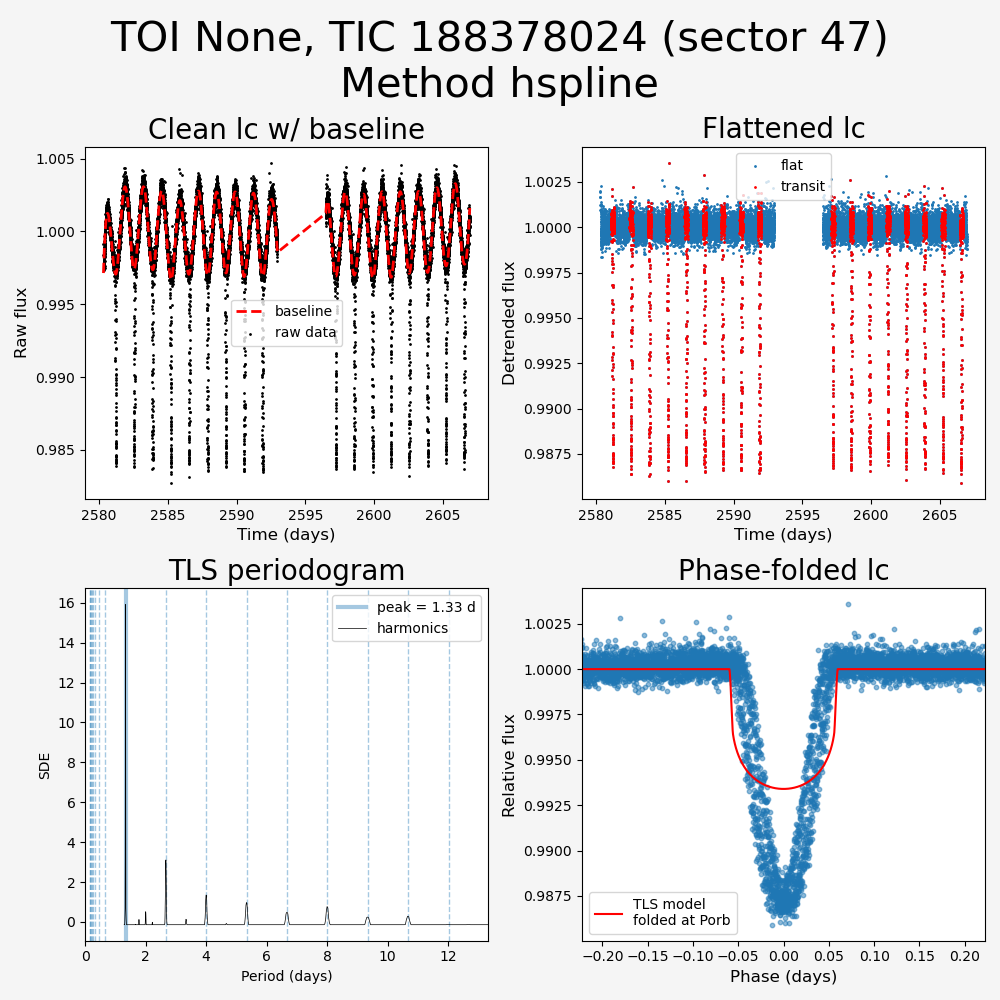 TOI None, TIC 188378024 (sector 47)
Method hspline
Clean lc w/ baseline
Flattened lc
1.005
1.000
0.995
0.990
0.985
Raw flux
baseline
raw data
2580 2585 2590 2595 2600 2605
Time (days)
1.0025
1.0000
0.9975
0.9950
0.9925
0.9900
0.9875
Detrended flux
flat
transit
2580 2585 2590 2595 2600 2605
Time (days)
TLS periodogram
Phase-folded lc
16
14
12
10
8
6
4
2
0
SDE
peak = 1.33 d
harmonics
0 2 4 6 8 10 12
Period (days)
1.0025
1.0000
0.9975
0.9950
0.9925
0.9900
0.9875
Relative flux
TLS model
folded at Porb
−0.20 −0.15 −0.10 −0.05 0.00 0.05 0.10 0.15 0.20
Phase (days)